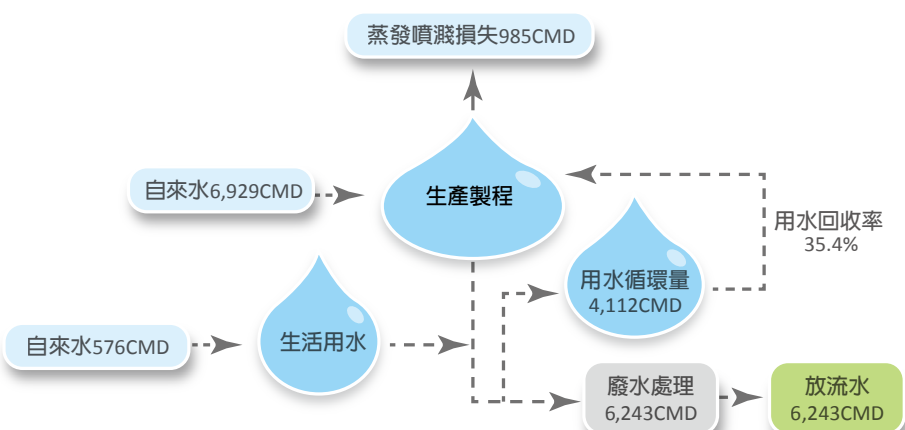 蒸發噴濺損失985CMD
自來水6,929CMD
生產製程
用水回收率
35.4%
用水循環量
4,112CMD
自來水576CMD
生活用水
廢水處理
6,243CMD
放流水
6,243CMD